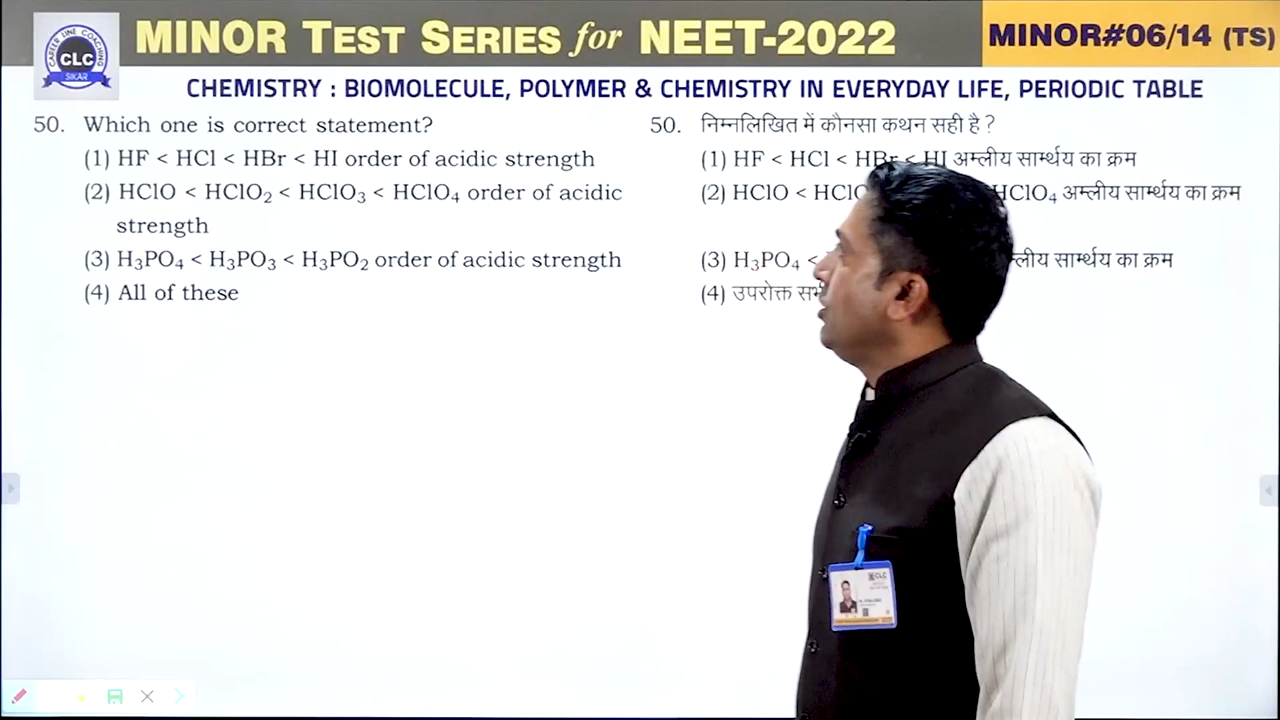 CAREER LINE COACHING
CLC
SIKAR
MINOR TEST SERIES for NEET-2022
MINOR#06/14 (TS)
CHEMISTRY : BIOMOLECULE, POLYMER & CHEMISTRY IN EVERYDAY LIFE, PERIODIC TABLE
50. Which one is correct statement?
(1) HF < HCl < HBr < HI order of acidic strength
(2) HClO < HClO₂ < HClO₃ < HClO₄ order of acidic
strength
(3) H₃PO₄ < H₃PO₃ < H₃PO₂ order of acidic strength
(4) All of these
50. निम्नलिखित में कौनसा कथन सही है ?
(1) HF < HCl < HBr < HI अम्लीय सार्म्थय का क्रम
(2) HClO < HClO₄ अम्लीय सार्म्थय का क्रम
(3) H₃PO₄ < सार्म्थय का क्रम
(4) उपरोक्त
CLC